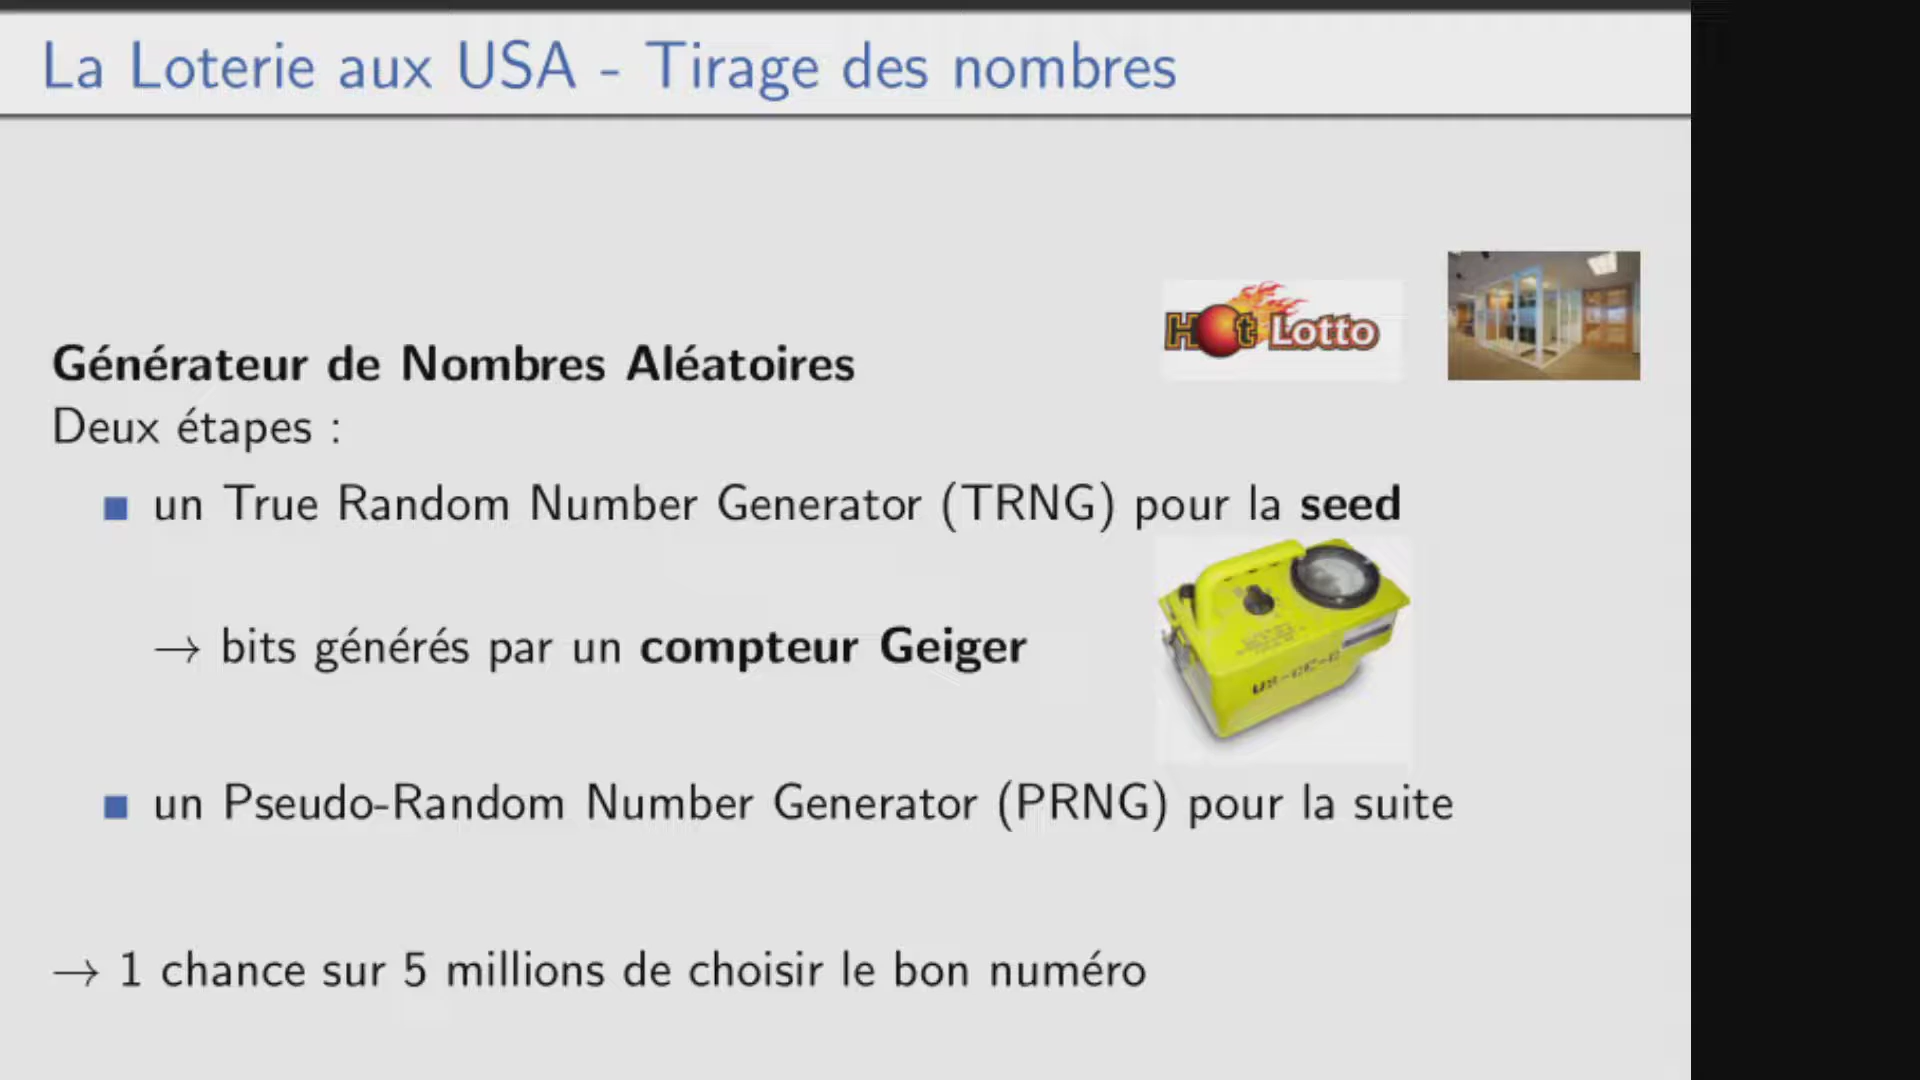 La Loterie aux USA - Tirage des nombres
Hot Lotto
Générateur de Nombres Aléatoires
Deux étapes :
un True Random Number Generator (TRNG) pour la seed
→ bits générés par un compteur Geiger
un Pseudo-Random Number Generator (PRNG) pour la suite
→ 1 chance sur 5 millions de choisir le bon numéro